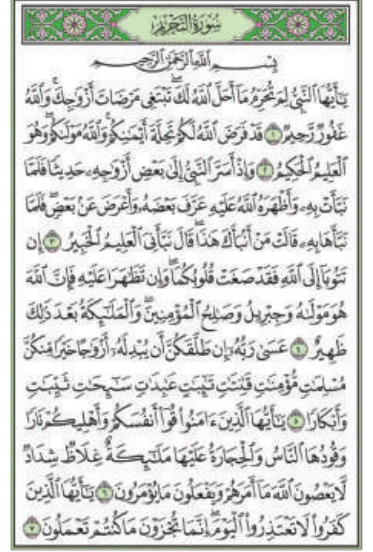 سُورَةُ التَّحْرِيمِ
بِسْمِ اللَّهِ الرَّحْمَٰنِ الرَّحِيمِ
يَٰٓأَيُّهَا ٱلنَّبِىُّ لِمَ تُحَرِّمُ مَآ أَحَلَّ ٱللَّهُ لَكَ ۖ تَبْتَغِى مَرْضَاتَ أَزْوَٰجِكَ ۚ وَٱللَّهُ
غَفُورٌ رَّحِيمٌ ١ قَدْ فَرَضَ ٱللَّهُ لَكُمْ تَحِلَّةَ أَيْمَٰنِكُمْ ۚ وَٱللَّهُ مَوْلَىٰكُمْ ۖ وَهُوَ
ٱلْعَلِيمُ ٱلْحَكِيمُ ٢ وَإِذْ أَسَرَّ ٱلنَّبِىُّ إِلَىٰ بَعْضِ أَزْوَٰجِهِۦ حَدِيثًا فَلَمَّا
نَبَّأَتْ بِهِۦ وَأَظْهَرَهُ ٱللَّهُ عَلَيْهِ عَرَّفَ بَعْضَهُۥ وَأَعْرَضَ عَنۢ بَعْضٍ ۖ فَلَمَّا
نَبَّأَهَا بِهِۦ قَالَتْ مَنْ أَنۢبَأَكَ هَٰذَا ۖ قَالَ نَبَّأَنِىَ ٱلْعَلِيمُ ٱلْخَبِيرُ ٣ إِن
تَتُوبَآ إِلَى ٱللَّهِ فَقَدْ صَغَتْ قُلُوبُكُمَا ۖ وَإِن تَظَٰهَرَا عَلَيْهِ فَإِنَّ ٱللَّهَ
هُوَ مَوْلَىٰهُ وَجِبْرِيلُ وَصَٰلِحُ ٱلْمُؤْمِنِينَ ۖ وَٱلْمَلَٰٓئِكَةُ بَعْدَ ذَٰلِكَ
ظَهِيرٌ ٤ عَسَىٰ رَبُّهُۥٓ إِن طَلَّقَكُنَّ أَن يُبْدِلَهُۥٓ أَزْوَٰجًا خَيْرًا مِّنكُنَّ
مُسْلِمَٰتٍ مُّؤْمِنَٰتٍ قَٰنِتَٰتٍ تَٰٓئِبَٰتٍ عَٰبِدَٰتٍ سَٰٓئِحَٰتٍ ثَيِّبَٰتٍ
وَأَبْكَارًا ٥ يَٰٓأَيُّهَا ٱلَّذِينَ ءَامَنُوا۟ قُوٓا۟ أَنفُسَكُمْ وَأَهْلِيكُمْ نَارًا
وَقُودُهَا ٱلنَّاسُ وَٱلْحِجَارَةُ عَلَيْهَا مَلَٰٓئِكَةٌ غِلَاظٌ شِدَادٌ
لَّا يَعْصُونَ ٱللَّهَ مَآ أَمَرَهُمْ وَيَفْعَلُونَ مَا يُؤْمَرُونَ ٦ يَٰٓأَيُّهَا ٱلَّذِينَ
كَفَرُوا۟ لَا تَعْتَذِرُوا۟ ٱلْيَوْمَ ۖ إِنَّمَا تُجْزَوْنَ مَا كُنتُمْ تَعْمَلُونَ ٧